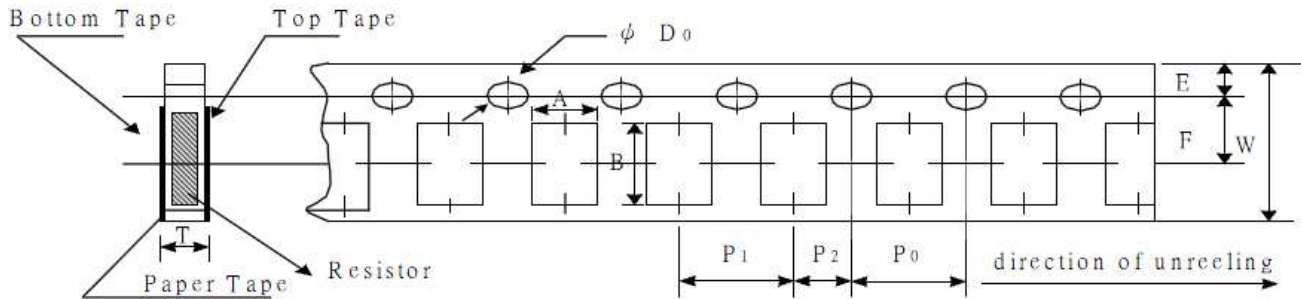 Bottom Tape
Top Tape
ϕ D0
A
B
E
F
W
T
P1
P2
P0
Resistor
Paper Tape
direction of unreeling